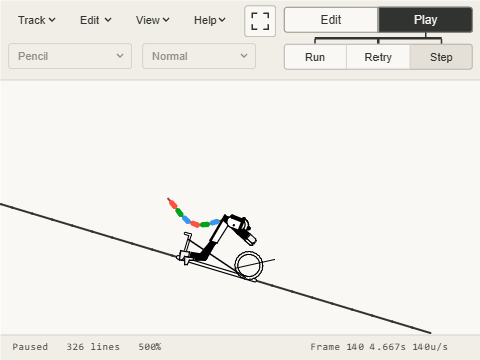 Track Edit View Help Edit Play
Pencil Normal Run Retry Step
Paused 326 lines 500% Frame 140 4.667s 140u/s